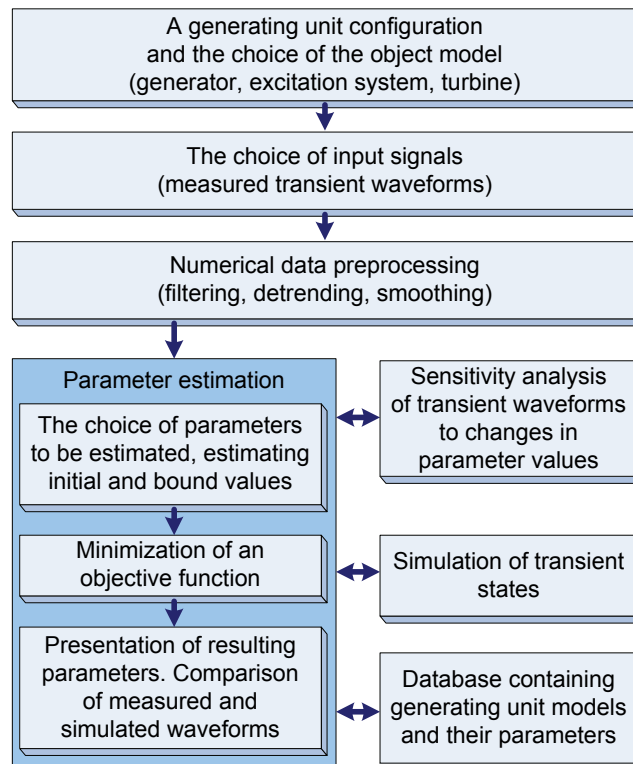 A generating unit configuration
and the choice of the object model
(generator, excitation system, turbine)
The choice of input signals
(measured transient waveforms)
Numerical data preprocessing
(filtering, detrending, smoothing)
Parameter estimation
The choice of parameters
to be estimated, estimating
initial and bound values
Sensitivity analysis
of transient waveforms
to changes in
parameter values
Minimization of an
objective function
Simulation of transient
states
Presentation of resulting
parameters. Comparison
of measured and
simulated waveforms
Database containing
generating unit models
and their parameters